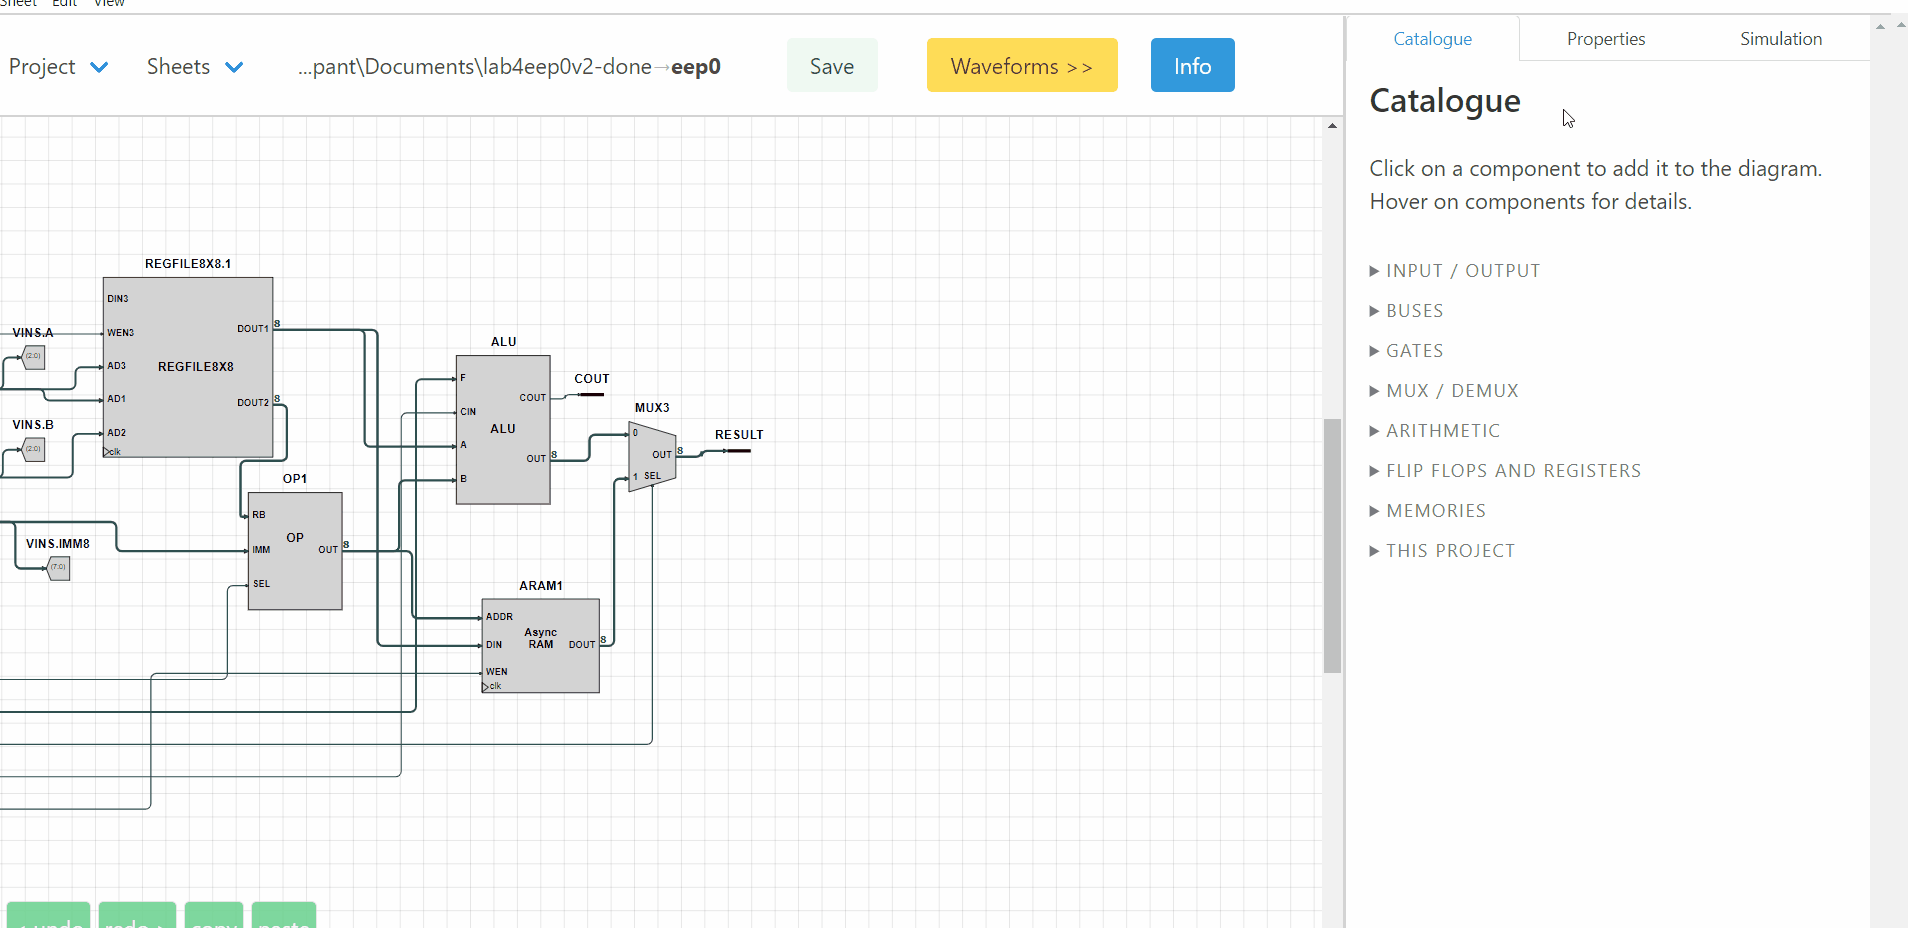 Sheet Edit View
Project Sheets ...pant\Documents\lab4eep0v2-done→eep0 Save Waveforms >> Info
Catalogue Properties Simulation
Catalogue
Click on a component to add it to the diagram.
Hover on components for details.
▶ INPUT / OUTPUT
▶ BUSES
▶ GATES
▶ MUX / DEMUX
▶ ARITHMETIC
▶ FLIP FLOPS AND REGISTERS
▶ MEMORIES
▶ THIS PROJECT
REGFILE8X8.1
DIN3
WEN3
AD3
AD1
AD2
clk
REGFILE8X8
DOUT1 8
DOUT2 8
VINS.A
(2:0)
VINS.B
(2:0)
VINS.IMM8
(7:0)
OP1
RB
IMM
SEL
OP
OUT 8
ALU
F
CIN
A
B
ALU
COUT
OUT 8
COUT
MUX3
0
1 SEL
OUT 8
RESULT
ARAM1
ADDR
DIN
WEN
clk
Async
RAM
DOUT 8
< undo redo > copy paste